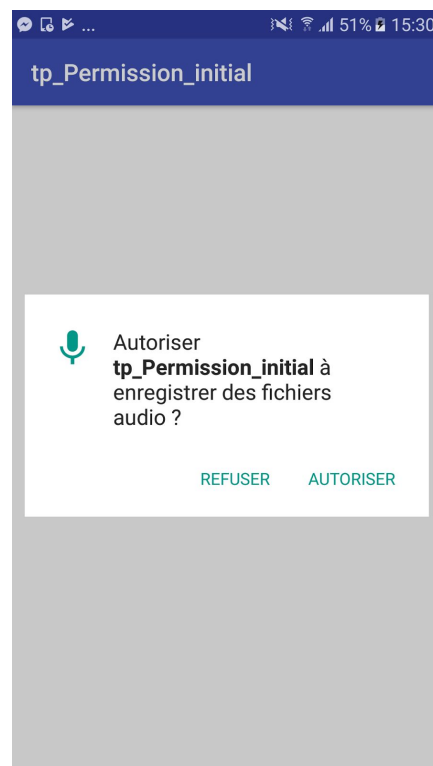 ... 51% 15:30
tp_Permission_initial
Autoriser
tp_Permission_initial à
enregistrer des fichiers
audio ?
REFUSER AUTORISER